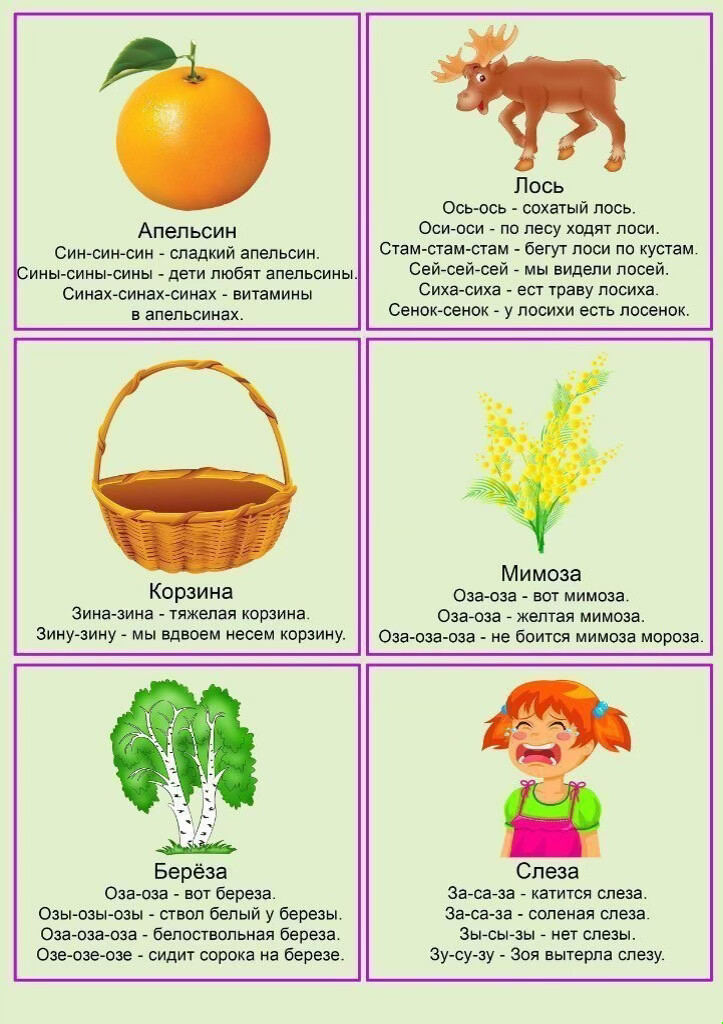 Апельсин
Син-син-син - сладкий апельсин.
Сины-сины-сины - дети любят апельсины.
Синах-синах-синах - витамины
в апельсинах.
Лось
Ось-ось - сохатый лось.
Оси-оси - по лесу ходят лоси.
Стам-стам-стам - бегут лоси по кустам.
Сей-сей-сей - мы видели лосей.
Сиха-сиха - ест траву лосиха.
Сенок-сенок - у лосихи есть лосенок.
Корзина
Зина-зина - тяжелая корзина.
Зину-зину - мы вдвоем несем корзину.
Мимоза
Оза-оза - вот мимоза.
Оза-оза - желтая мимоза.
Оза-оза-оза - не боится мимоза мороза.
Берёза
Оза-оза - вот береза.
Озы-озы-озы - ствол белый у березы.
Оза-оза-оза - белоствольная береза.
Озе-озе-озе - сидит сорока на березе.
Слеза
За-са-за - катится слеза.
За-са-за - соленая слеза.
Зы-сы-зы - нет слезы.
Зу-су-зу - Зоя вытерла слезу.